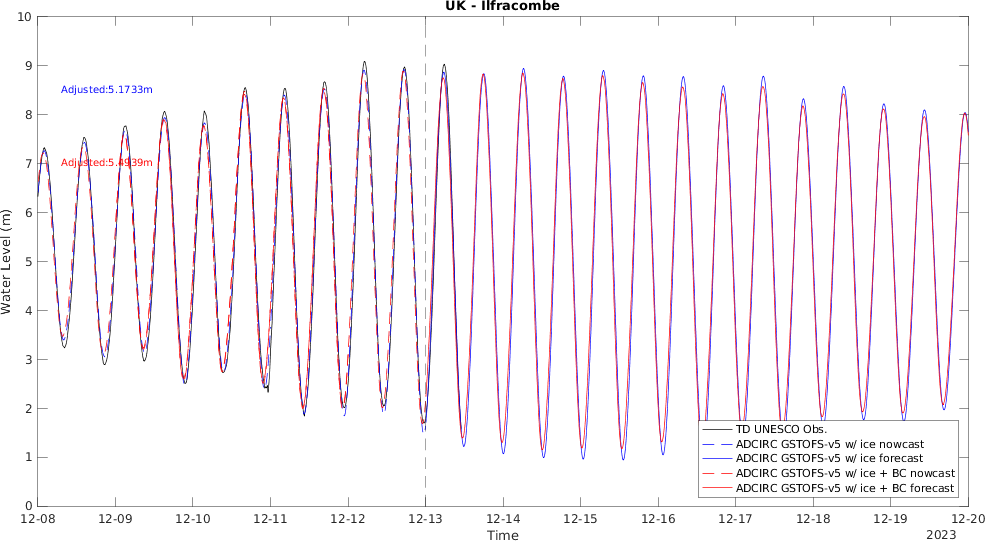 UK - Ilfracombe
10
9
8
7
6
5
4
3
2
1
0
Water Level (m)
Adjusted:5.1733m
Adjusted:5.4939m
TD UNESCO Obs.
ADCIRC GSTOFS-v5 w/ ice nowcast
ADCIRC GSTOFS-v5 w/ ice forecast
ADCIRC GSTOFS-v5 w/ ice + BC nowcast
ADCIRC GSTOFS-v5 w/ ice + BC forecast
12-08 12-09 12-10 12-11 12-12 12-13 12-14 12-15 12-16 12-17 12-18 12-19 12-20
Time
2023